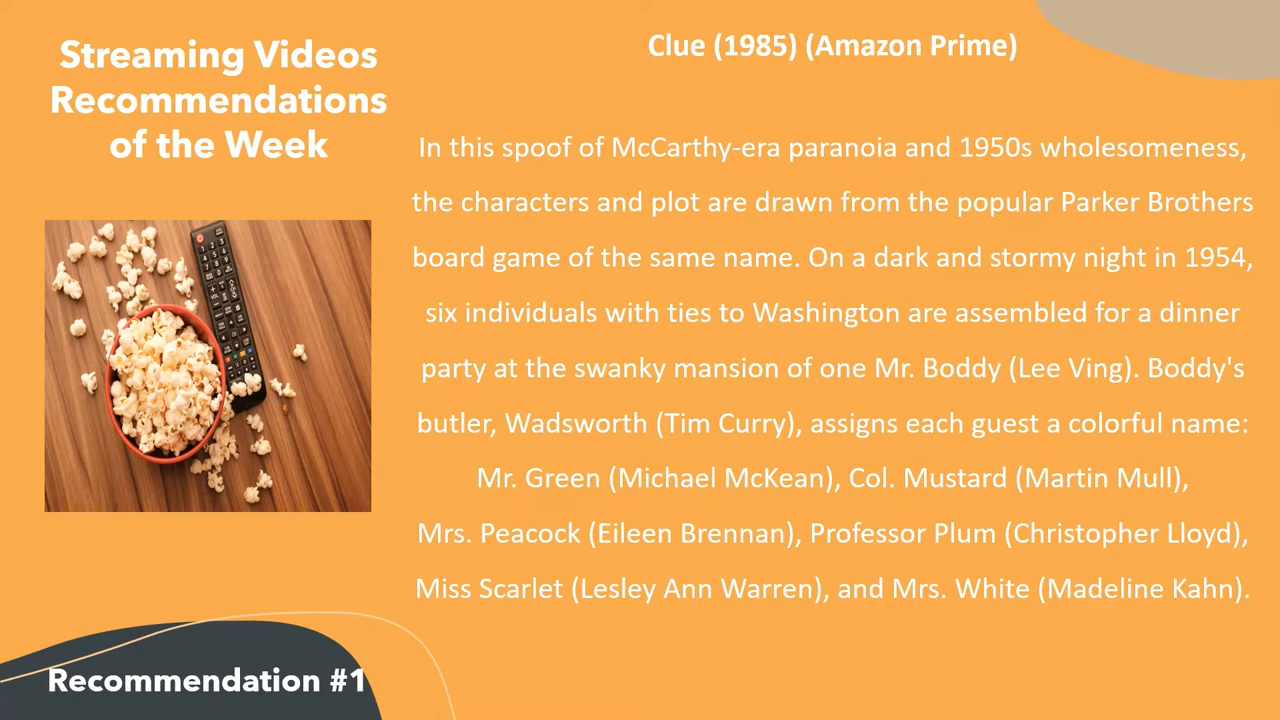 Streaming Videos
Recommendations
of the Week
Clue (1985) (Amazon Prime)
In this spoof of McCarthy-era paranoia and 1950s wholesomeness,
the characters and plot are drawn from the popular Parker Brothers
board game of the same name. On a dark and stormy night in 1954,
six individuals with ties to Washington are assembled for a dinner
party at the swanky mansion of one Mr. Boddy (Lee Ving). Boddy's
butler, Wadsworth (Tim Curry), assigns each guest a colorful name:
Mr. Green (Michael McKean), Col. Mustard (Martin Mull),
Mrs. Peacock (Eileen Brennan), Professor Plum (Christopher Lloyd),
Miss Scarlet (Lesley Ann Warren), and Mrs. White (Madeline Kahn).
Recommendation #1